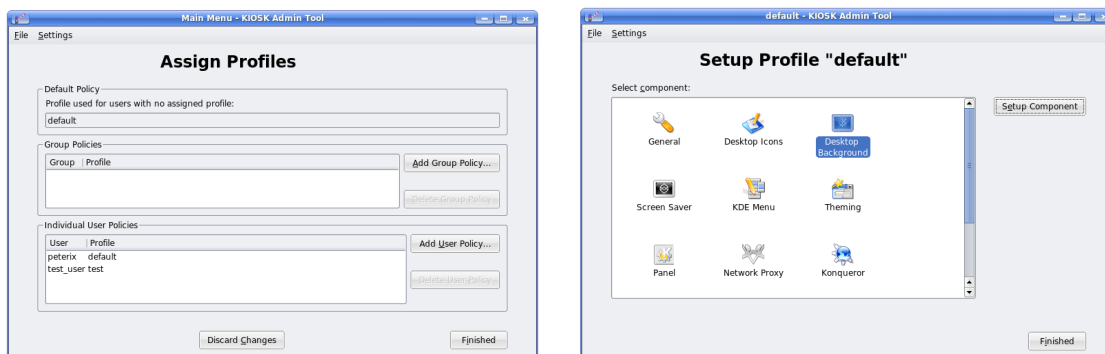 Main Menu - KIOSK Admin Tool
File Settings
Assign Profiles
Default Policy
Profile used for users with no assigned profile:
default
Group Policies
Group Profile
Add Group Policy...
Delete Group Policy
Individual User Policies
User Profile
peterix default
test_user test
Add User Policy...
Delete User Policy
Discard Changes
Finished
default - KIOSK Admin Tool
File Settings
Setup Profile "default"
Select component:
General Desktop Icons Desktop
Background
Screen Saver KDE Menu Theming
Panel Network Proxy Konqueror
Setup Component
Finished